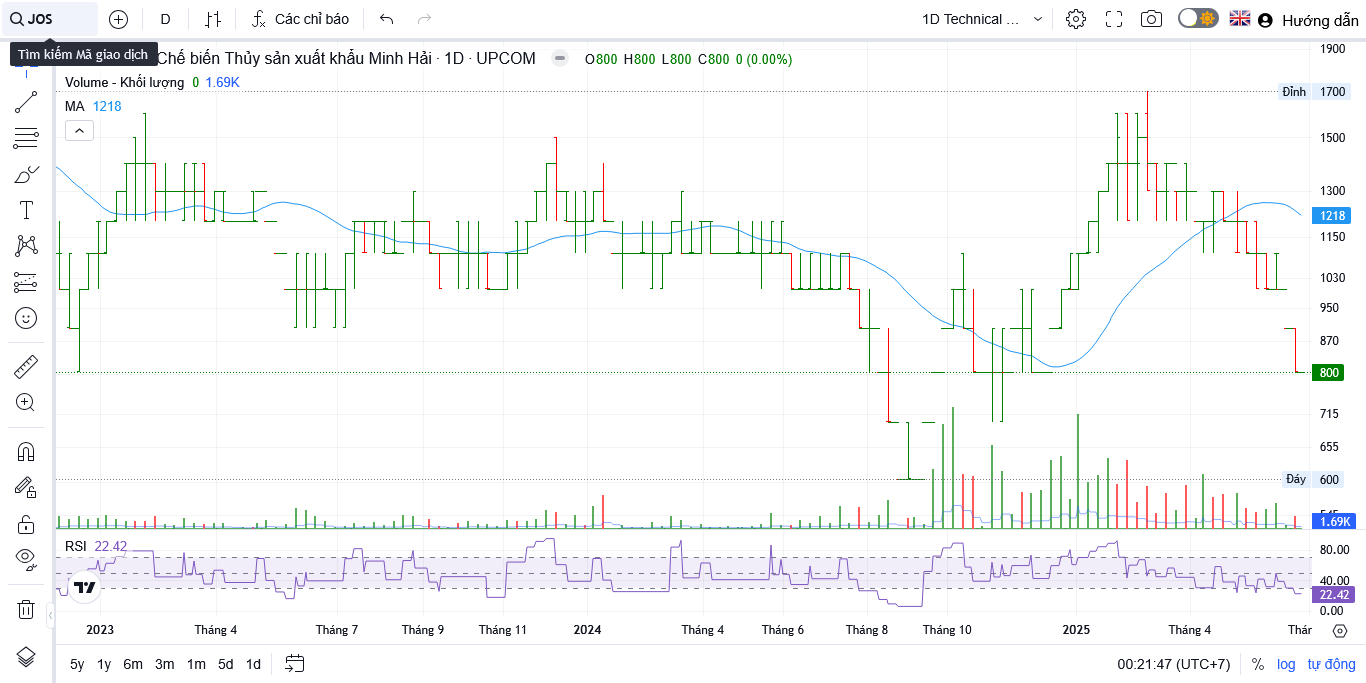 JOS
D
Các chỉ báo
1D Technical ...
Hướng dẫn
Tìm kiếm Mã giao dịch
Chế biến Thủy sản xuất khẩu Minh Hải · 1D · UPCOM
O800 H800 L800 C800 0 (0.00%)
Volume - Khối lượng 0 1.69K
MA 1218
1900
Đỉnh 1700
1500
1300
1218
1150
1030
950
870
800
715
655
Đáy 600
545
1.69K
RSI 22.42
80.00
40.00
22.42
0.00
2023 Tháng 4 Tháng 7 Tháng 9 Tháng 11 2024 Tháng 4 Tháng 6 Tháng 8 Tháng 10 2025 Tháng 4 Thár
5y 1y 6m 3m 1m 5d 1d
00:21:47 (UTC+7) % log tự động